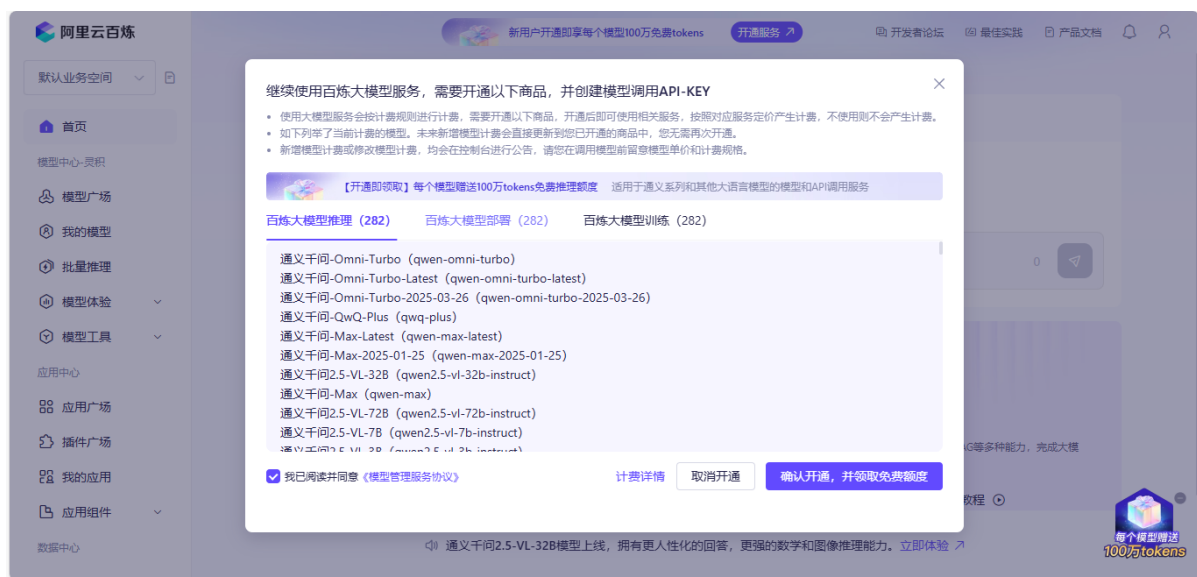 阿里云百炼
新用户开通即享每个模型100万免费tokens
开通服务
开发者论坛
最佳实践
产品文档
默认业务空间
首页
模型中心-灵积
模型广场
我的模型
批量推理
模型体验
模型工具
应用中心
应用广场
插件广场
我的应用
应用组件
数据中心
继续使用百炼大模型服务，需要开通以下商品，并创建模型调用API-KEY
使用大模型服务会按计费规则进行计费，需要开通以下商品，开通后即可使用相关服务，按照对应服务定价产生计费，不使用则不会产生计费。
如下列举了当前计费的模型。未来新增模型计费会直接更新到您已开通的商品中，您无需再次开通。
新增模型计费或修改模型计费，均会在控制台进行公告，请您在调用模型前留意模型单价和计费规格。
【开通即领取】每个模型赠送100万tokens免费推理额度 适用于通义系列和其他大语言模型的模型和API调用服务
百炼大模型推理（282） 百炼大模型部署（282） 百炼大模型训练（282）
通义千问-Omni-Turbo（qwen-omni-turbo）
通义千问-Omni-Turbo-Latest（qwen-omni-turbo-latest）
通义千问-Omni-Turbo-2025-03-26（qwen-omni-turbo-2025-03-26）
通义千问-QwQ-Plus（qwq-plus）
通义千问-Max-Latest（qwen-max-latest）
通义千问-Max-2025-01-25（qwen-max-2025-01-25）
通义千问2.5-VL-32B（qwen2.5-vl-32b-instruct）
通义千问-Max（qwen-max）
通义千问2.5-VL-72B（qwen2.5-vl-72b-instruct）
通义千问2.5-VL-7B（qwen2.5-vl-7b-instruct）
通义千问2.5-VL-3B（qwen2.5-vl-3b-instruct）
我已阅读并同意《模型管理服务协议》
计费详情
取消开通
确认开通，并领取免费额度
0
AG等多种能力，完成大模
教程
通义千问2.5-VL-32B模型上线，拥有更人性化的回答，更强的数学和图像推理能力。立即体验
每个模型赠送
100万tokens